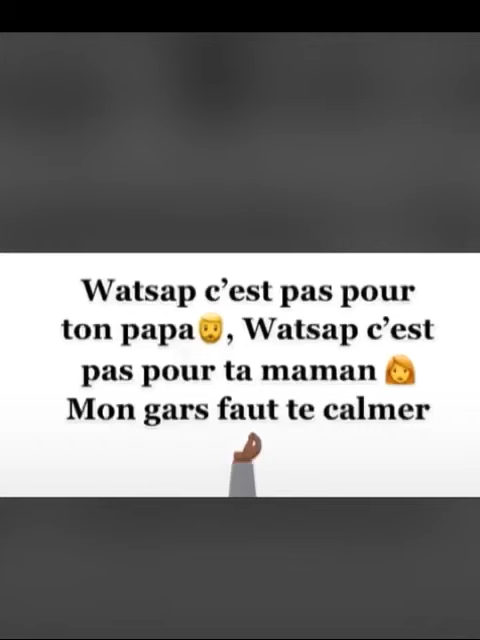 Watsap c’est pas pour
ton papa👨, Watsap c’est
pas pour ta maman 👩
Mon gars faut te calmer